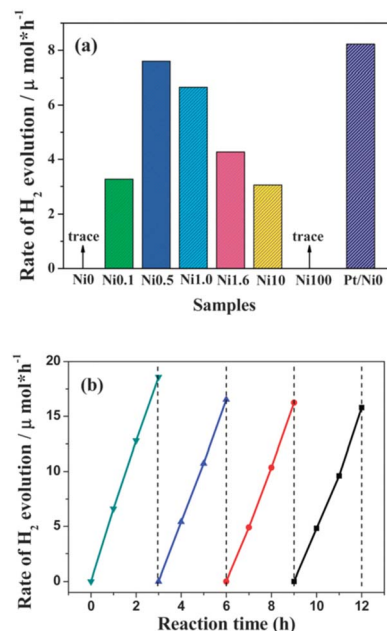 (a)
Rate of H₂ evolution / μ mol*h⁻¹
8
6
4
2
0
trace
trace
Ni0 Ni0.1 Ni0.5 Ni1.0 Ni1.6 Ni10 Ni100 Pt/Ni0
Samples
(b)
Rate of H₂ evolution / μ mol*h⁻¹
20
15
10
5
0
0 2 4 6 8 10 12
Reaction time (h)